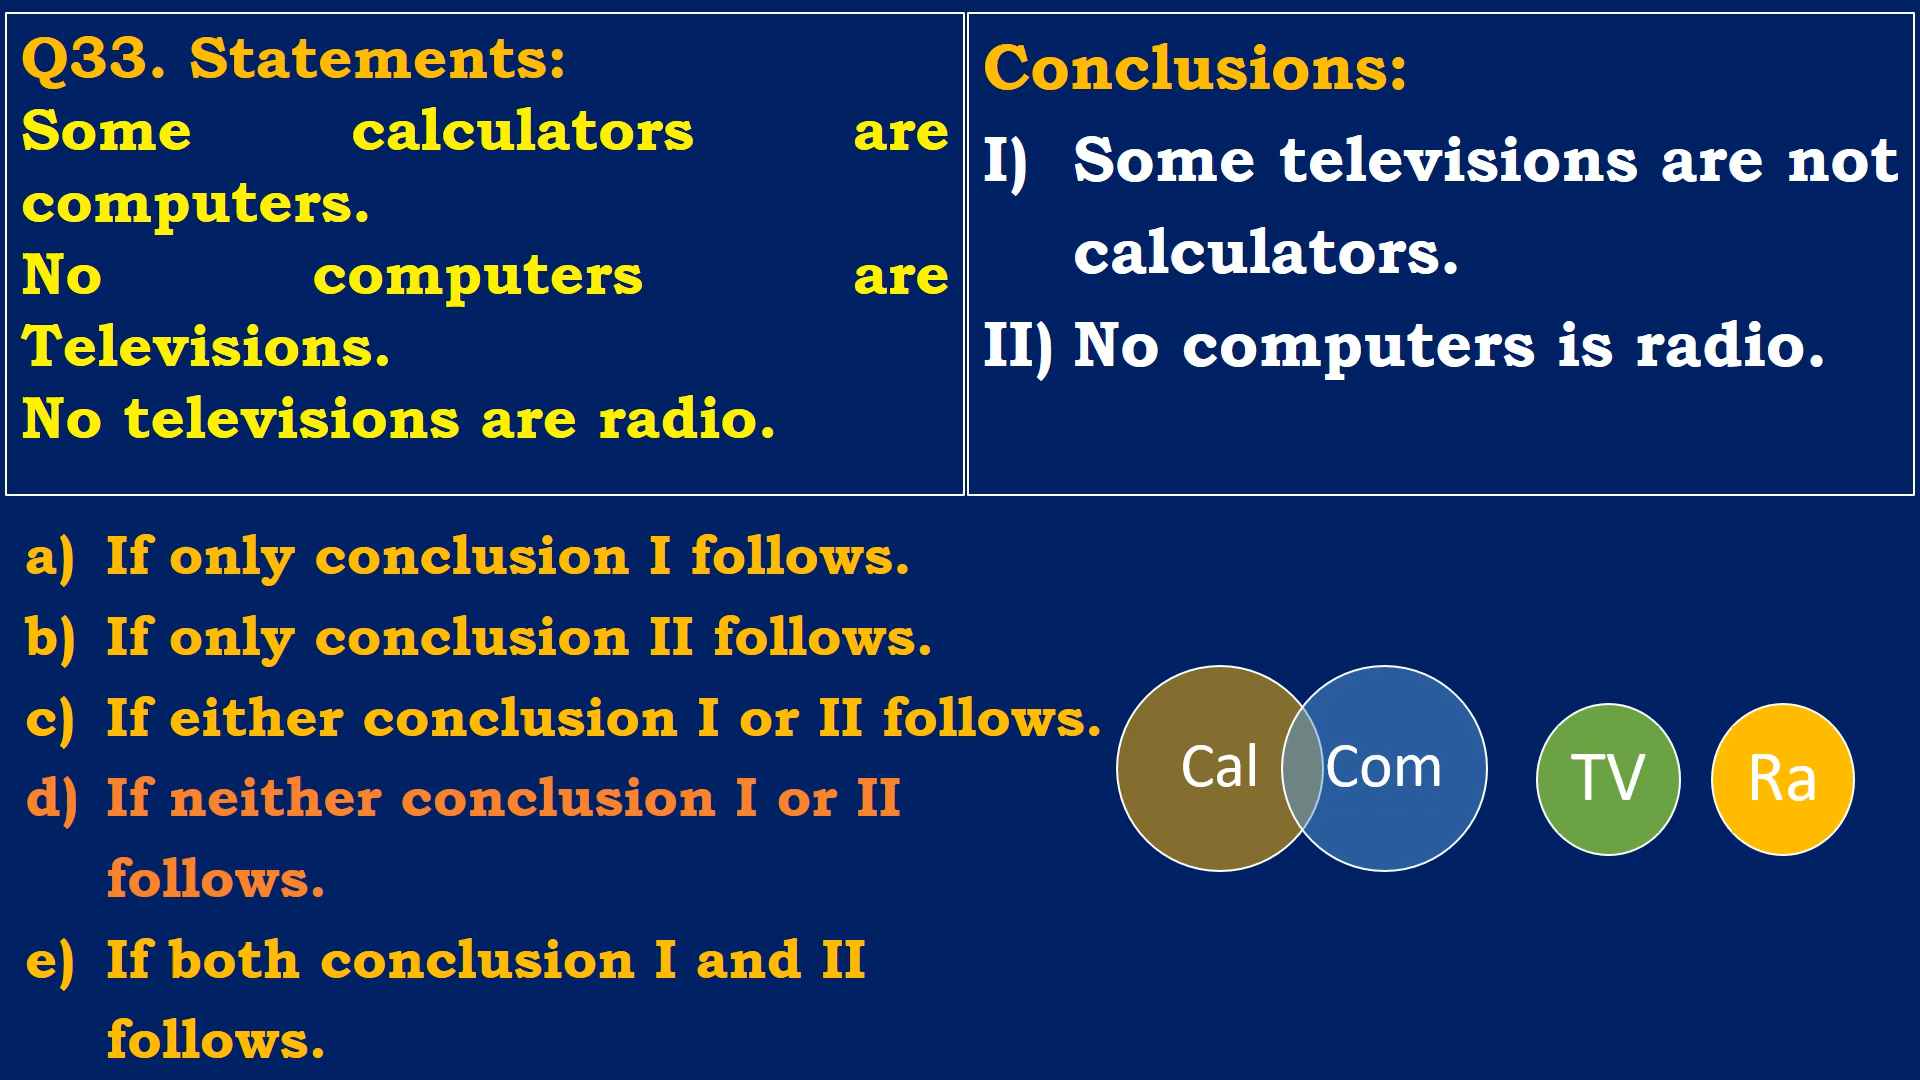 Q33. Statements:
Some calculators are
computers.
No computers are
Televisions.
No televisions are radio.
Conclusions:
I) Some televisions are not
calculators.
II) No computers is radio.
a) If only conclusion I follows.
b) If only conclusion II follows.
c) If either conclusion I or II follows.
d) If neither conclusion I or II
follows.
e) If both conclusion I and II
follows.
Cal Com TV Ra